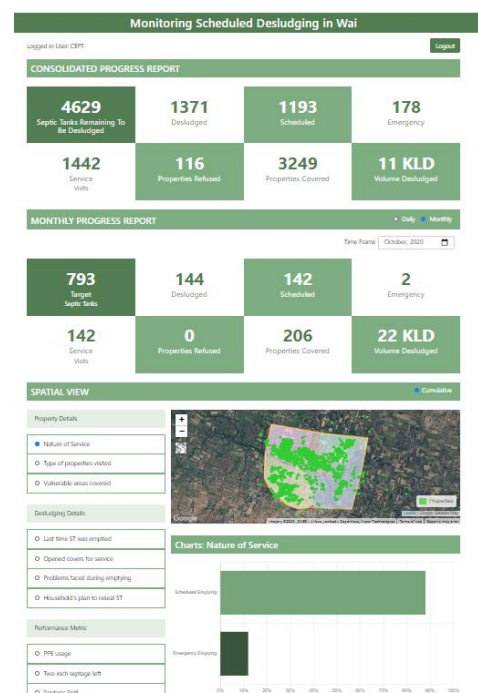 Monitoring Scheduled Desludging in Wai
Logged in User: CEPT
Logout
CONSOLIDATED PROGRESS REPORT
4629
Septic Tanks Remaining To
Be Desludged
1371
Desludged
1193
Scheduled
178
Emergency
1442
Service
Visits
116
Properties Refused
3249
Properties Covered
11 KLD
Volume Desludged
MONTHLY PROGRESS REPORT
Daily
Monthly
Time Frame
October, 2020
793
Target
Septic Tanks
144
Desludged
142
Scheduled
2
Emergency
142
Service
Visits
0
Properties Refused
206
Properties Covered
22 KLD
Volume Desludged
SPATIAL VIEW
Cumulative
Property Details
Nature of Service
Type of properties visited
Vulnerable areas covered
Desludging Details
Last time ST was emptied
Opened covers for service
Problems faced during emptying
Household's plan to reseal ST
Performance Metric
PPE usage
Two-inch septage left
Septage Spill
+
−
Properties
Google
Charts: Nature of Service
Scheduled Emptying
Emergency Emptying
0% 10% 20% 30% 40% 50% 60% 70% 80% 90% 100%